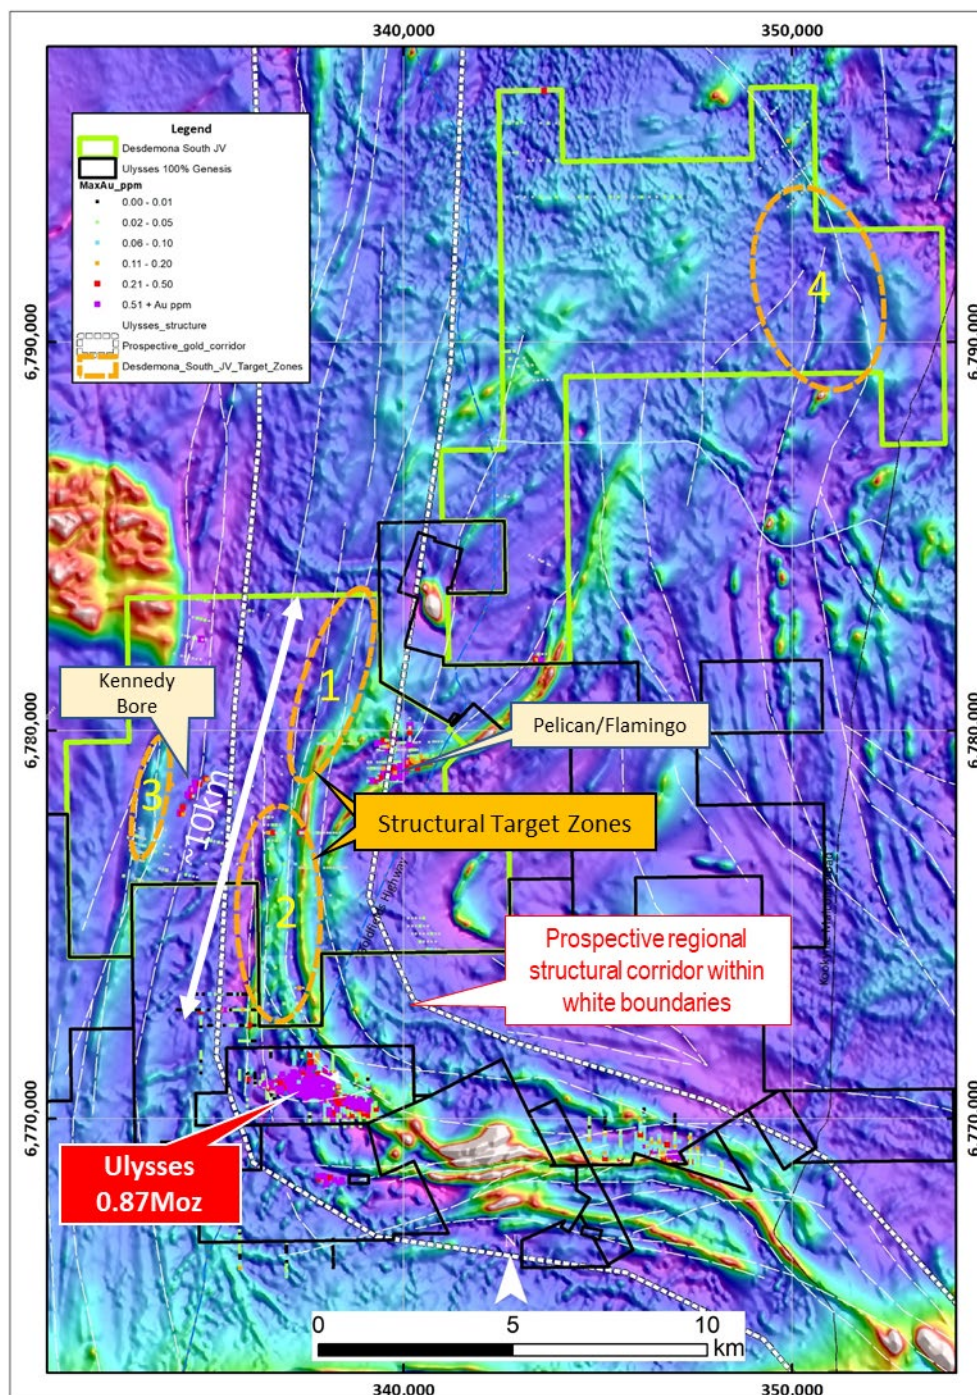 340,000
350,000
Legend
Desdemona South JV
Ulysses 100% Genesis
MaxAu_ppm
0.00 - 0.01
0.02 - 0.05
0.06 - 0.10
0.11 - 0.20
0.21 - 0.50
0.51 + Au ppm
Ulysses_structure
Prospective_gold_corridor
Desdemona_South_JV_Target_Zones
4
6,790,000
6,790,000
Kennedy
Bore
1
Pelican/Flamingo
6,780,000
6,780,000
3
~10km
Structural Target Zones
2
Goldfields Highway
Prospective regional
structural corridor within
white boundaries
6,770,000
6,770,000
Ulysses
0.87Moz
N
0
5
10
km
340,000
350,000